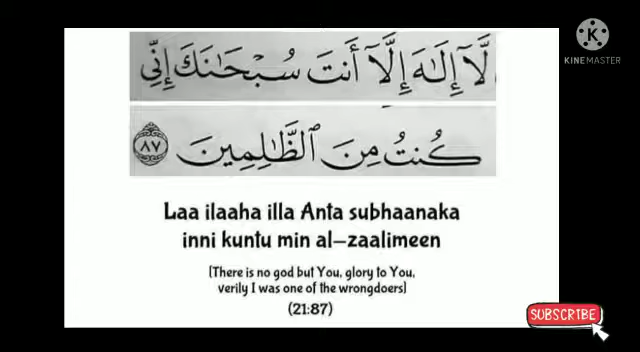 لَّآ إِلَـٰهَ إِلَّآ أَنتَ سُبْحَـٰنَكَ إِنِّى
كُنتُ مِنَ ٱلظَّـٰلِمِينَ ٨٧
Laa ilaaha illa Anta subhaanaka
inni kuntu min al-zaalimeen
[There is no god but You, glory to You,
verily I was one of the wrongdoers]
(21:87)
K
KINEMASTER
SUBSCRIBE